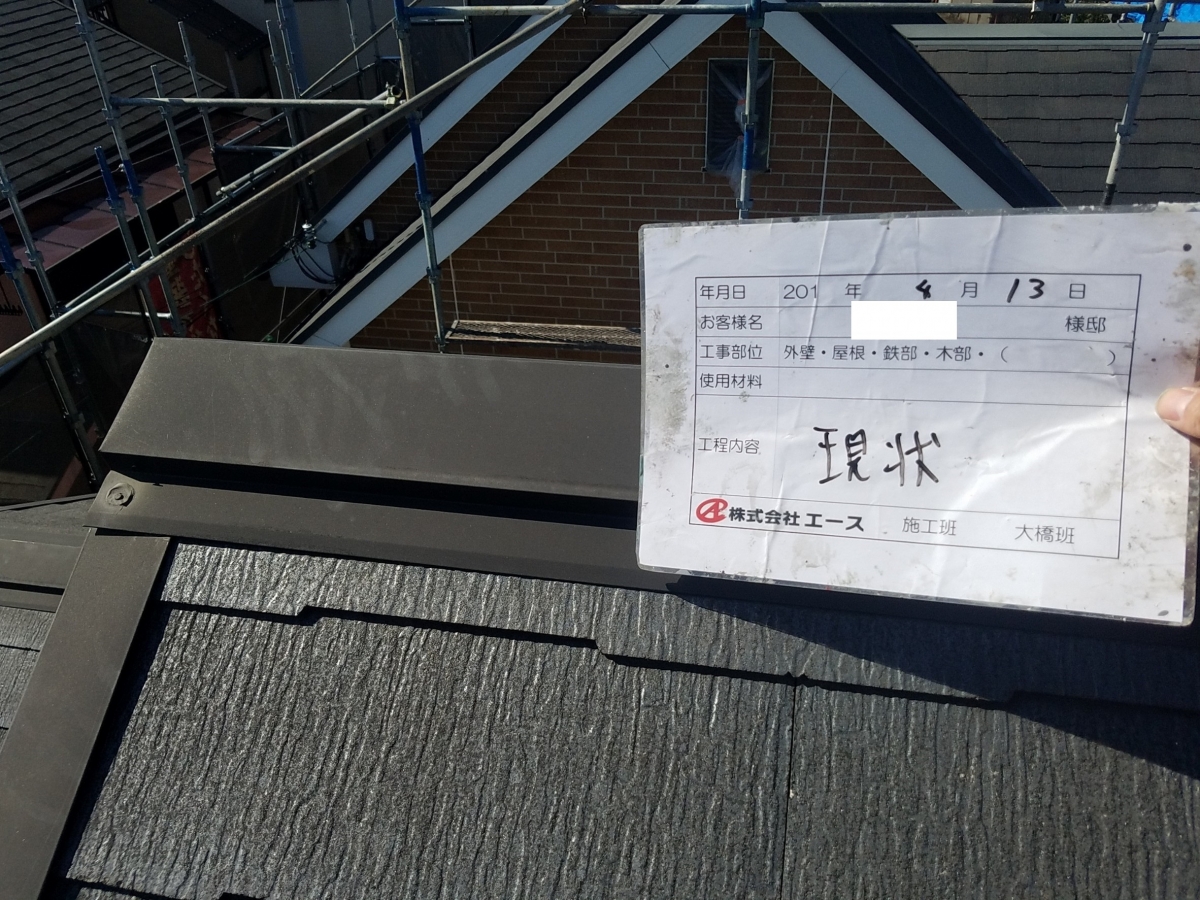 年月日 201 年 4 月 13 日
お客様名 様邸
工事部位 外壁・屋根・鉄部・木部・( )
使用材料
工程内容 現状
株式会社エース 施工班 大橋班